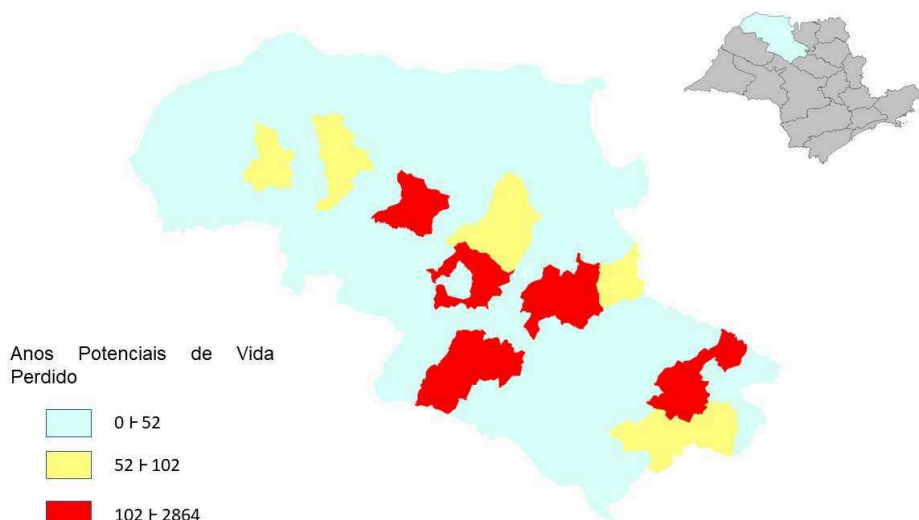 Anos Potenciais de Vida
Perdido
0 Ⱶ 52
52 Ⱶ 102
102 Ⱶ 2864